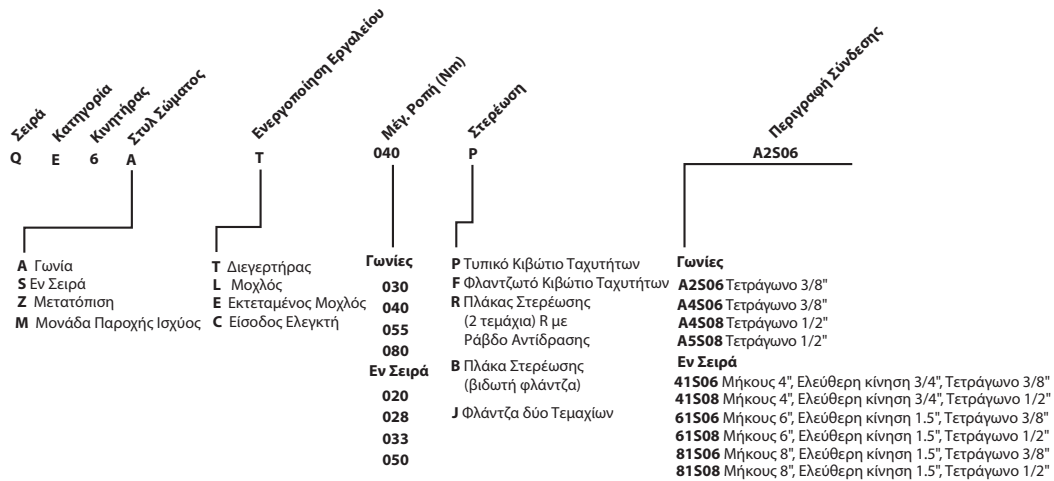 Σειρά
Κατηγορία
Κινητήρας
Στυλ Σώματος
Ενεργοποίηση Εργαλείου
Μέγ. Ροπή (Nm)
Στερέωση
Περιγραφή Σύνδεσης
Q E 6 A T 040 P A2S06
A Γωνία
S Εν Σειρά
Z Μετατόπιση
M Μονάδα Παροχής Ισχύος
T Διεγερτήρας
L Μοχλός
E Εκτεταμένος Μοχλός
C Είσοδος Ελεγκτή
Γωνίες
030
040
055
080
Εν Σειρά
020
028
033
050
P Τυπικό Κιβώτιο Ταχυτήτων
F Φλαντζωτό Κιβώτιο Ταχυτήτων
R Πλάκας Στερέωσης
(2 τεμάχια) R με
Ράβδο Αντίδρασης
B Πλάκα Στερέωσης
(βιδωτή φλάντζα)
J Φλάντζα δύο Τεμαχίων
Γωνίες
A2S06 Τετράγωνο 3/8"
A4S06 Τετράγωνο 3/8"
A4S08 Τετράγωνο 1/2"
A5S08 Τετράγωνο 1/2"
Εν Σειρά
41S06 Μήκους 4", Ελεύθερη κίνηση 3/4", Τετράγωνο 3/8"
41S08 Μήκους 4", Ελεύθερη κίνηση 3/4", Τετράγωνο 1/2"
61S06 Μήκους 6", Ελεύθερη κίνηση 1.5", Τετράγωνο 3/8"
61S08 Μήκους 6", Ελεύθερη κίνηση 1.5", Τετράγωνο 1/2"
81S06 Μήκους 8", Ελεύθερη κίνηση 1.5", Τετράγωνο 3/8"
81S08 Μήκους 8", Ελεύθερη κίνηση 1.5", Τετράγωνο 1/2"